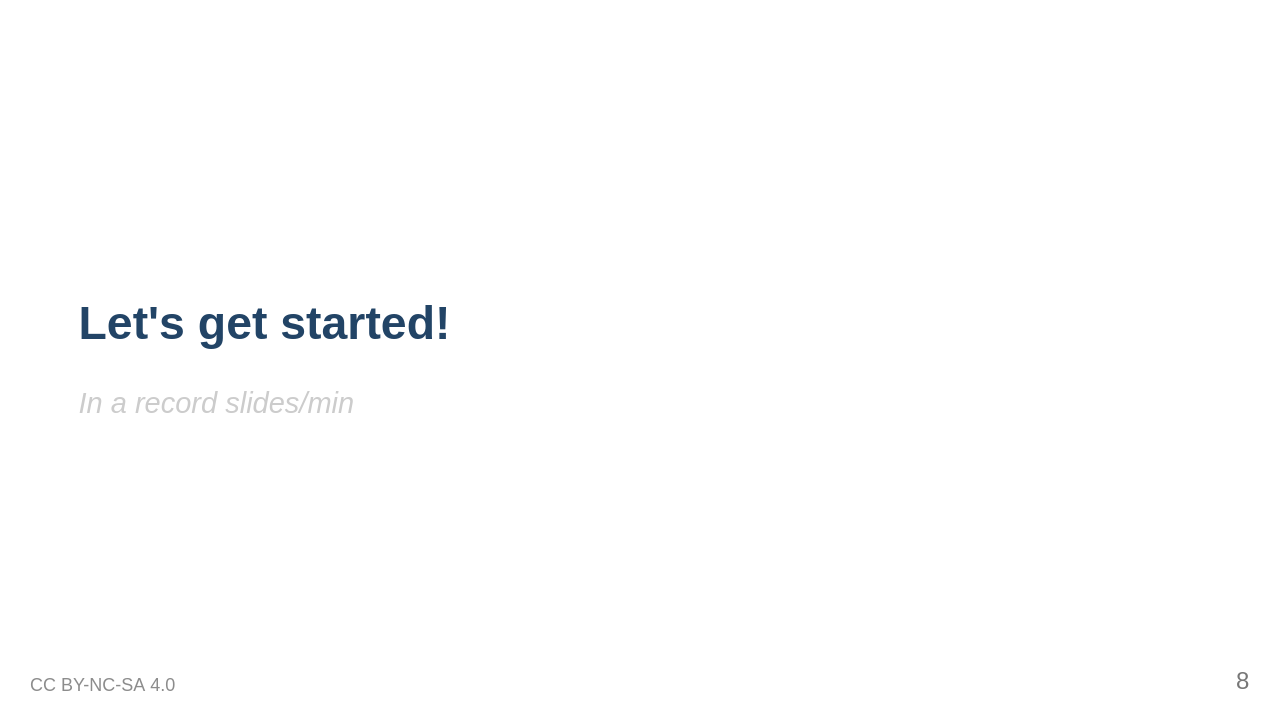 Let's get started!
In a record slides/min
CC BY-NC-SA 4.0
8